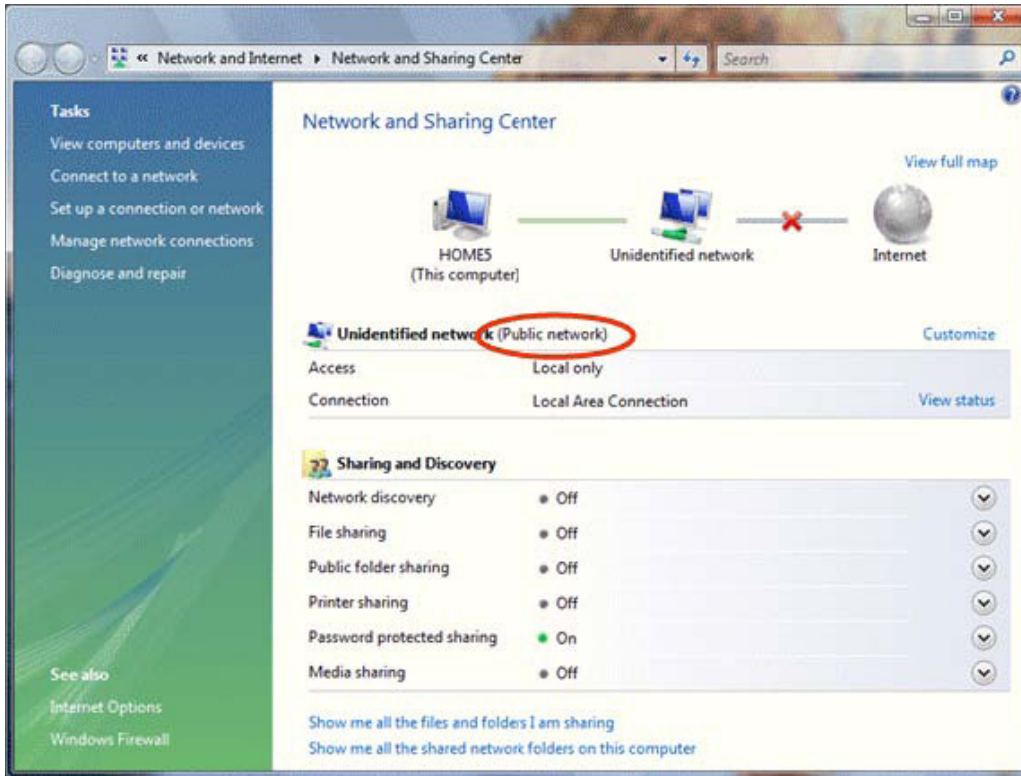 « Network and Internet ▸ Network and Sharing Center
Search
Tasks
View computers and devices
Connect to a network
Set up a connection or network
Manage network connections
Diagnose and repair
See also
Internet Options
Windows Firewall
Network and Sharing Center
View full map
HOME5
(This computer)
Unidentified network
Internet
Unidentified network (Public network)
Customize
Access Local only
Connection Local Area Connection View status
Sharing and Discovery
Network discovery Off
File sharing Off
Public folder sharing Off
Printer sharing Off
Password protected sharing On
Media sharing Off
Show me all the files and folders I am sharing
Show me all the shared network folders on this computer